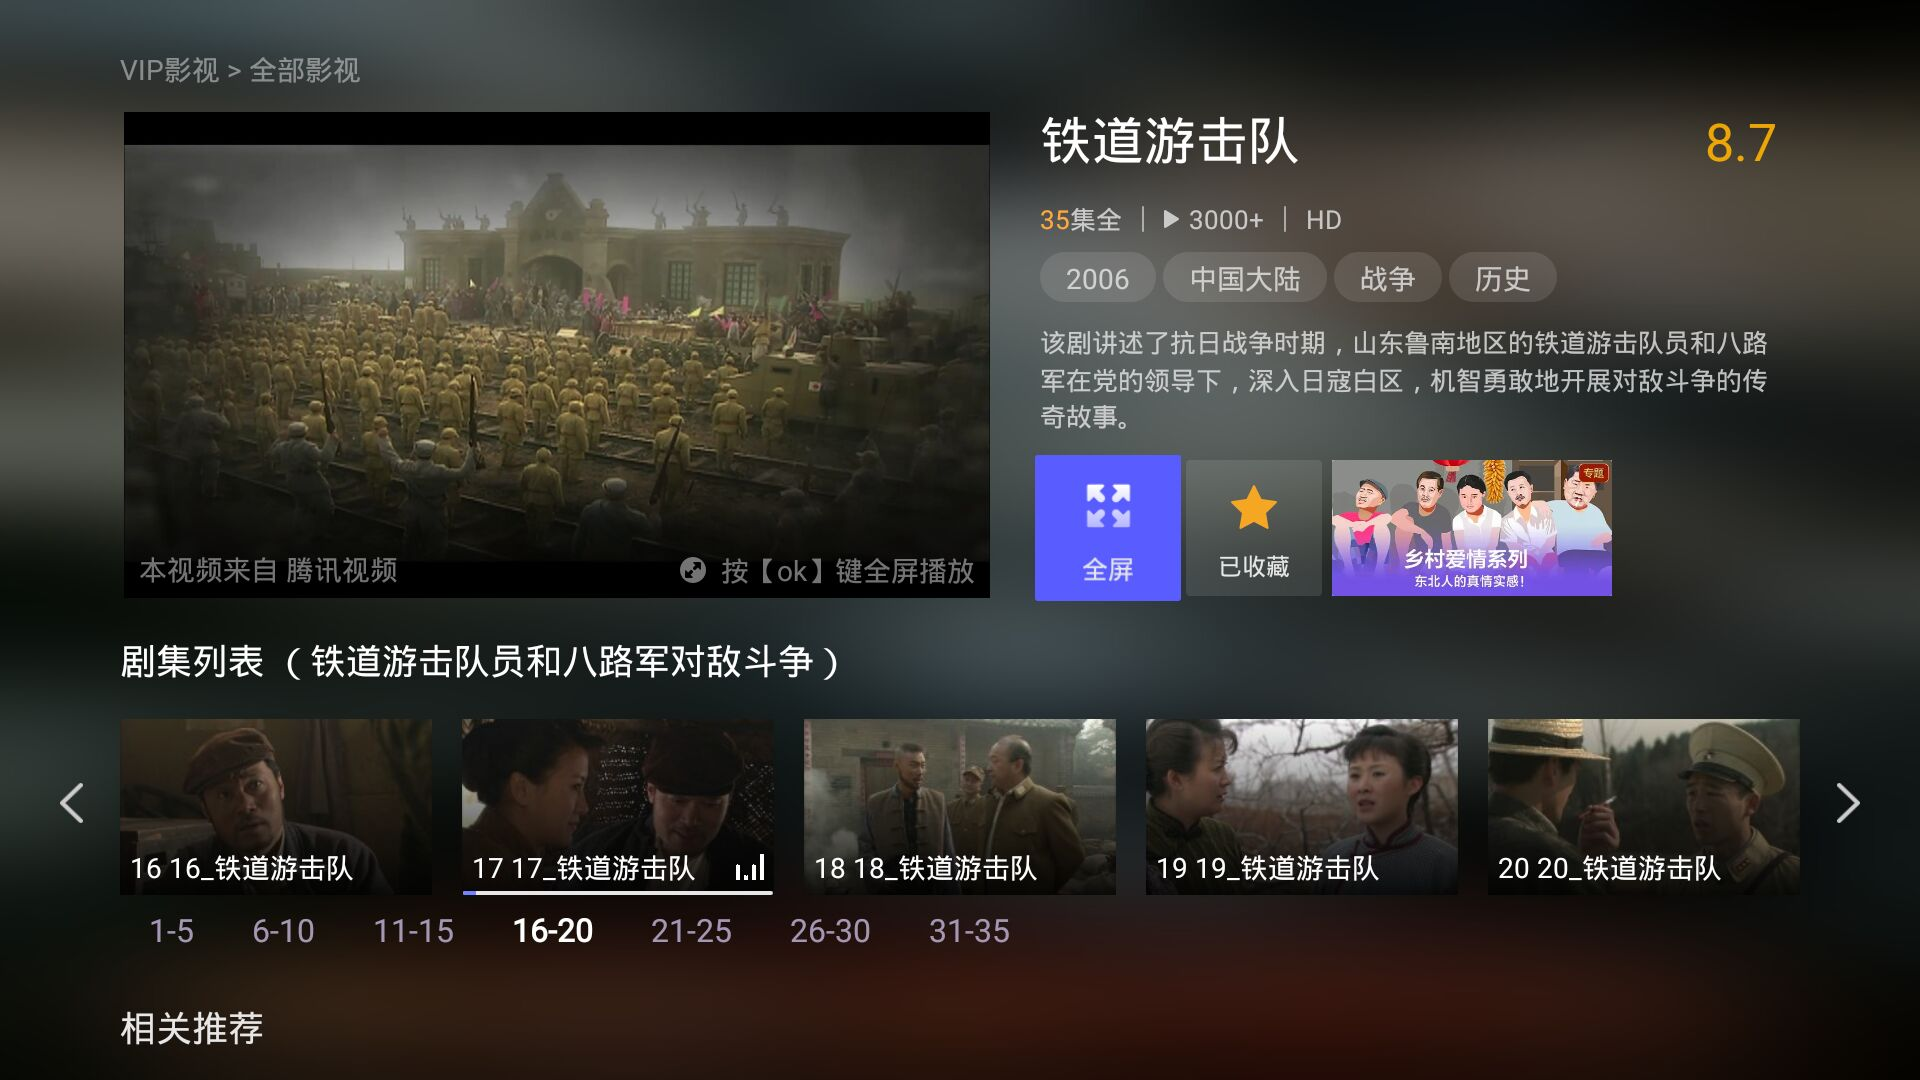 VIP影视 > 全部影视
铁道游击队
8.7
35集全 | 3000+ | HD
2006 中国大陆 战争 历史
该剧讲述了抗日战争时期，山东鲁南地区的铁道游击队员和八路
军在党的领导下，深入日寇白区，机智勇敢地开展对敌斗争的传
奇故事。
本视频来自 腾讯视频
按【ok】键全屏播放
全屏
已收藏
专题
乡村爱情系列
东北人的真情实感！
剧集列表 （铁道游击队员和八路军对敌斗争）
16 16_铁道游击队
17 17_铁道游击队
18 18_铁道游击队
19 19_铁道游击队
20 20_铁道游击队
1-5 6-10 11-15 16-20 21-25 26-30 31-35
相关推荐